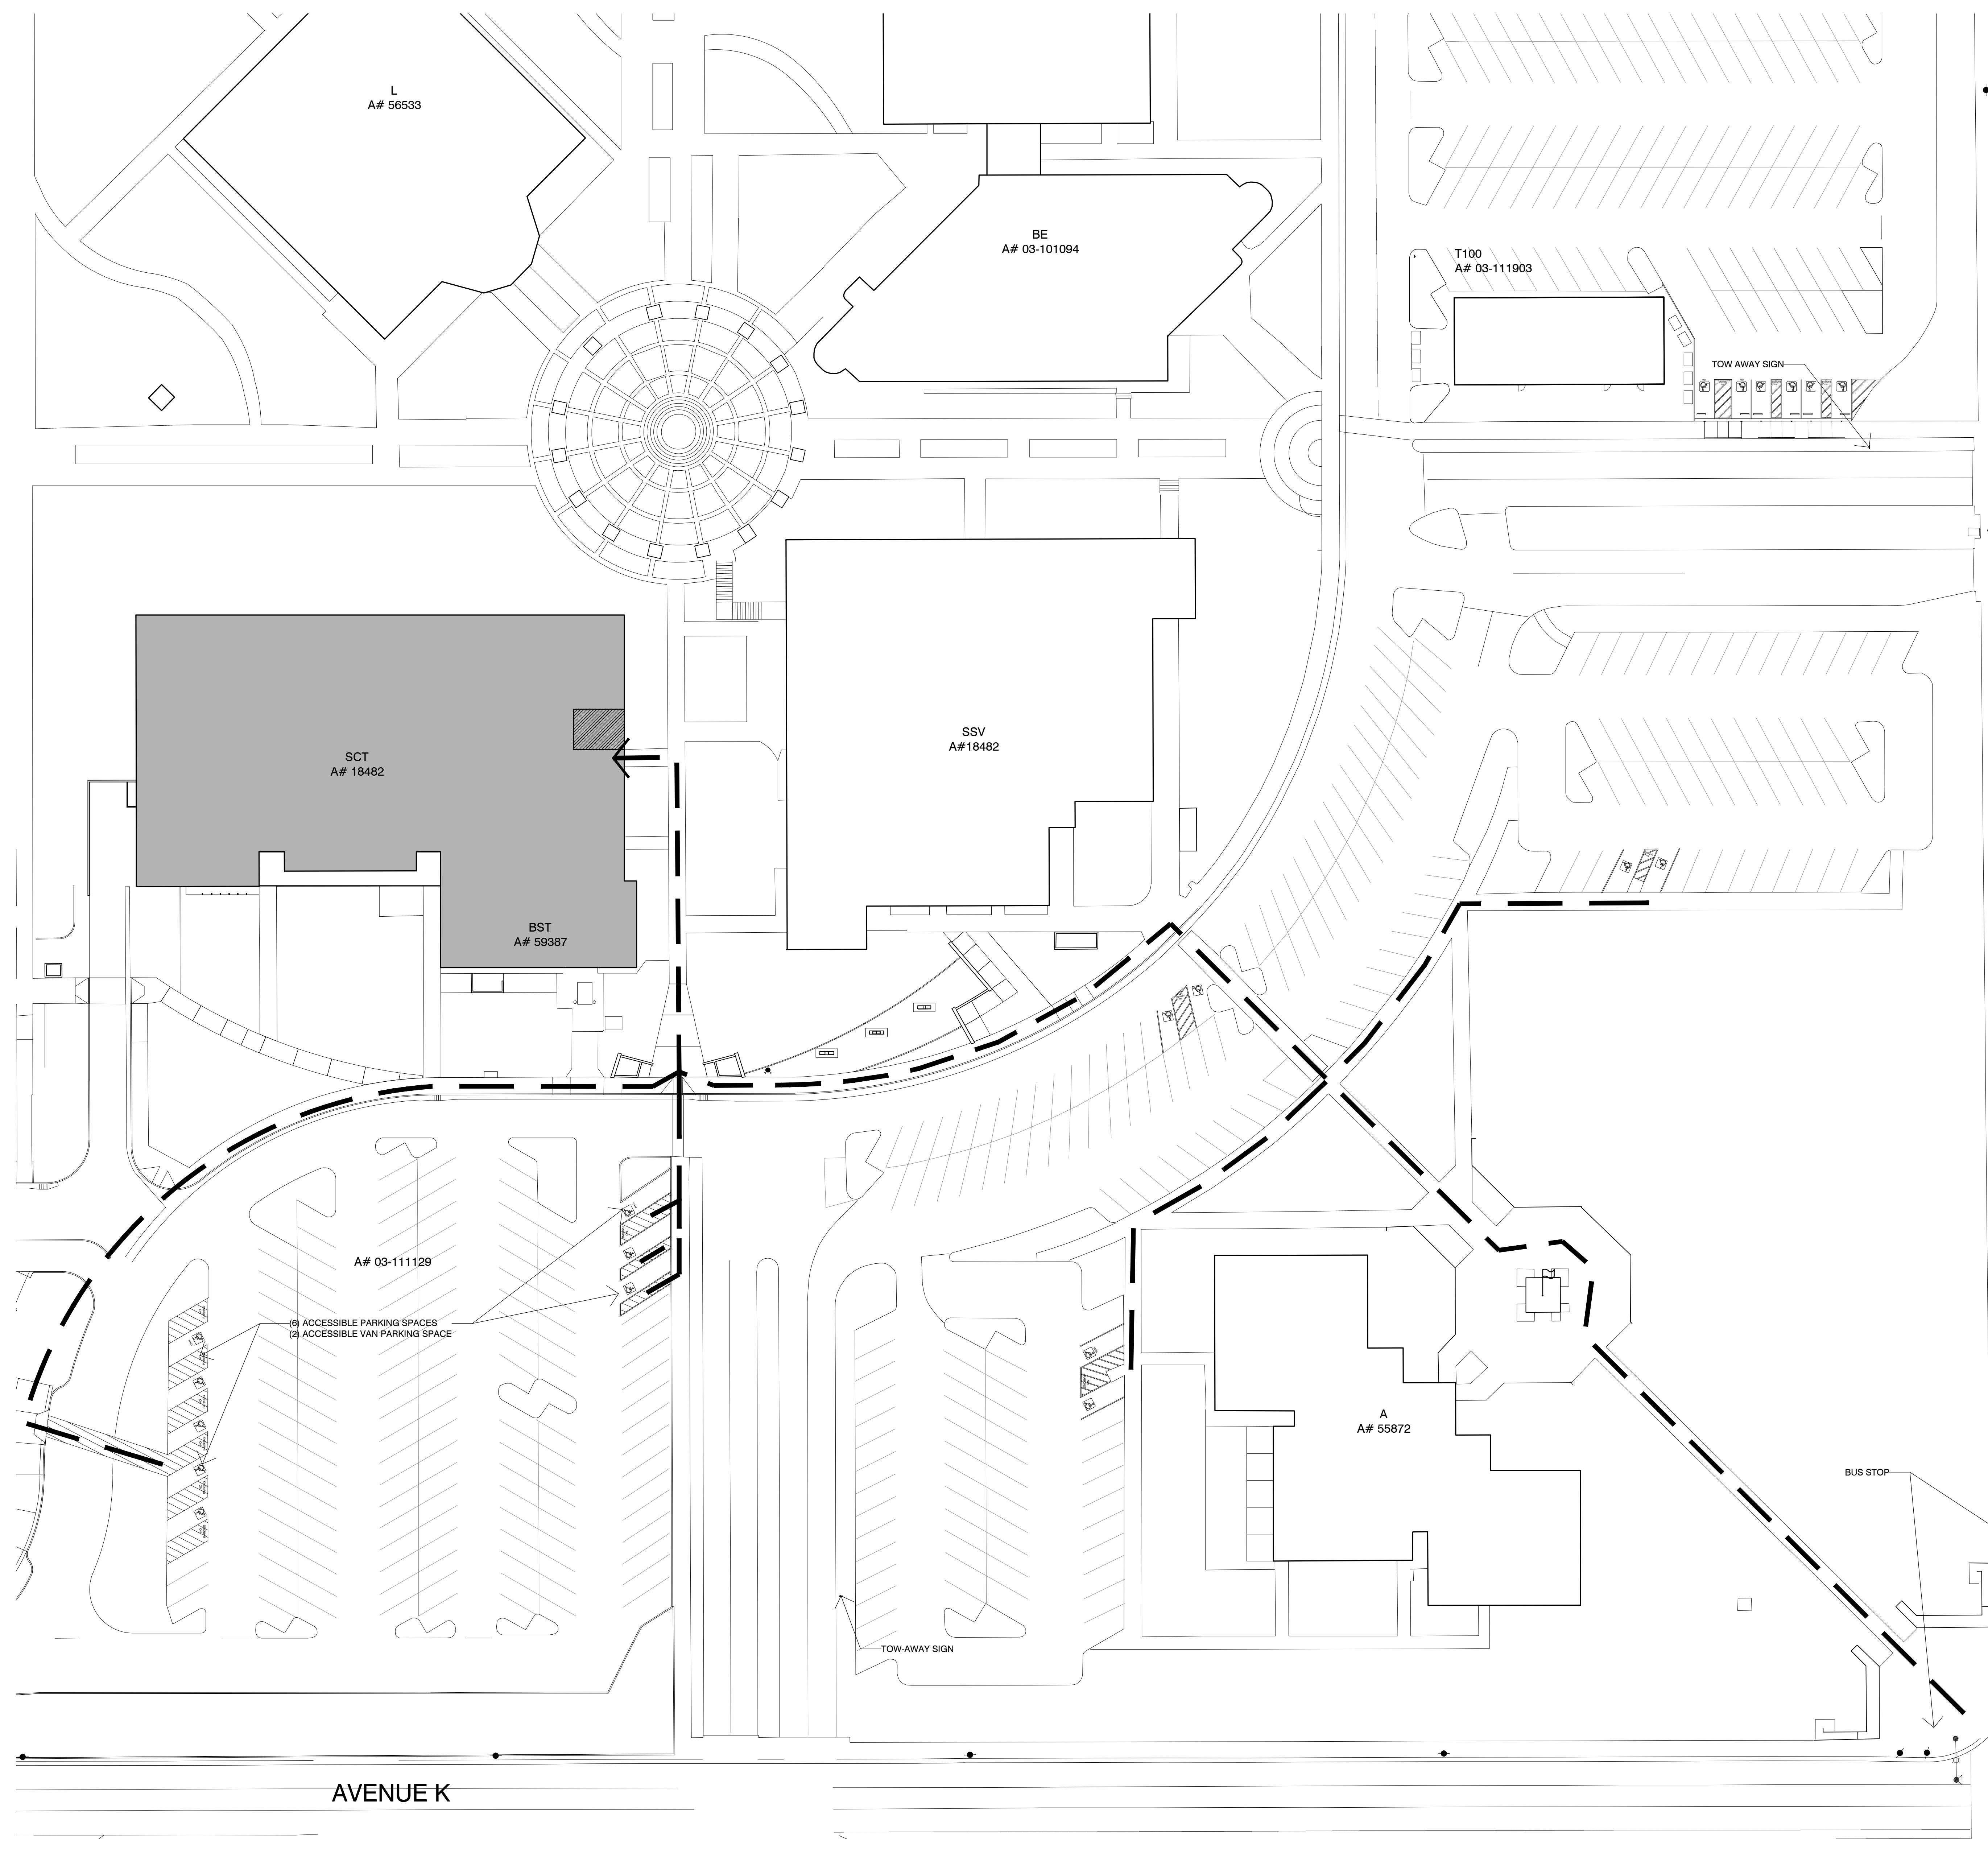 L
A# 56533
BE
A# 03-101094
T100
A# 03-111903
TOW AWAY SIGN
SCT
A# 18482
SSV
A#18482
BST
A# 59387
A# 03-111129
(6) ACCESSIBLE PARKING SPACES
(2) ACCESSIBLE VAN PARKING SPACE
A
A# 55872
BUS STOP
TOW-AWAY SIGN
AVENUE K